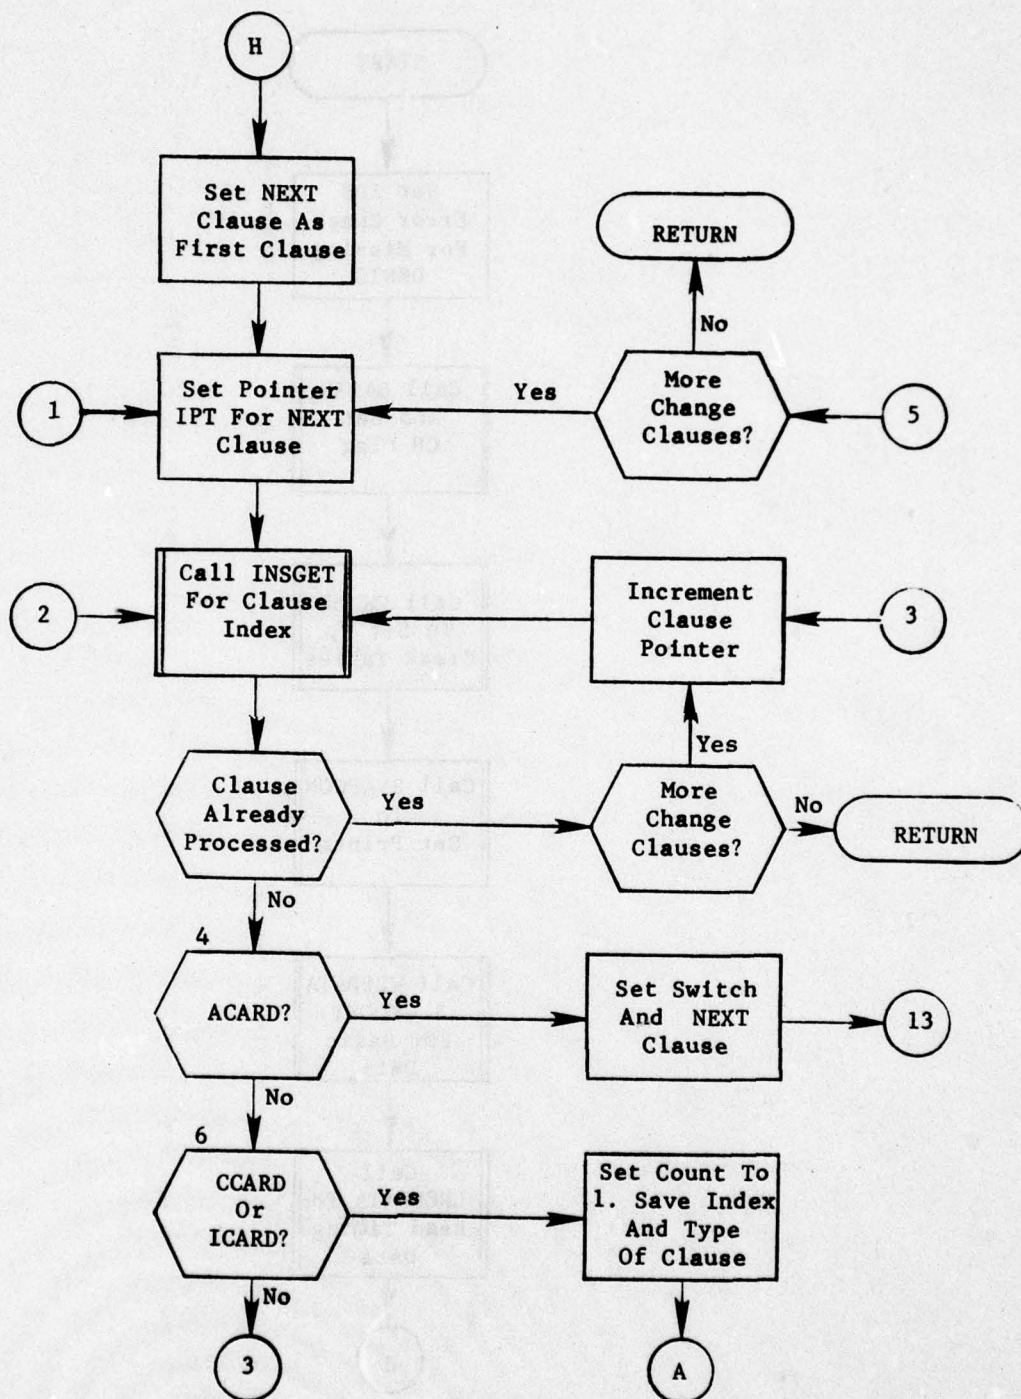 H
Set NEXT
Clause As
First Clause
RETURN
No
1
Set Pointer
IPT For NEXT
Clause
Yes
More
Change
Clauses?
5
2
Call INSGET
For Clause
Index
Increment
Clause
Pointer
3
Yes
Clause
Already
Processed?
Yes
More
Change
Clauses?
No
RETURN
No
4
ACARD?
Yes
Set Switch
And NEXT
Clause
13
No
6
CCARD
Or
ICARD?
Yes
Set Count To
1. Save Index
And Type
Of Clause
No
3
A